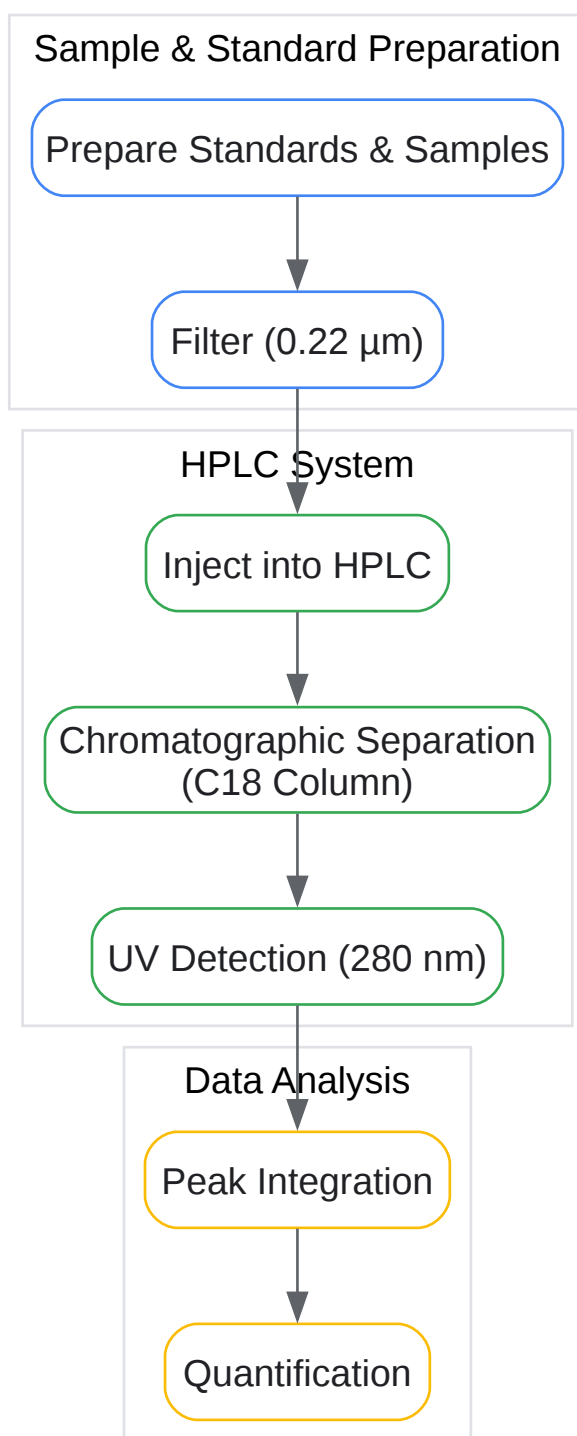 Sample & Standard Preparation
Prepare Standards & Samples
Filter (0.22 µm)
HPLC System
Inject into HPLC
Chromatographic Separation
(C18 Column)
UV Detection (280 nm)
Data Analysis
Peak Integration
Quantification